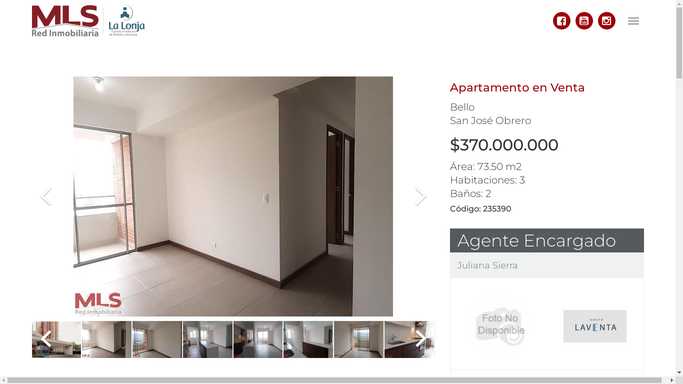 MLS
Red Inmobiliaria
La Lonja
Apartamento en Venta
Bello
San José Obrero
$370.000.000
Área: 73.50 m2
Habitaciones: 3
Baños: 2
Código: 235390
MLS
Red Inmobiliaria
Agente Encargado
Juliana Sierra
Foto No
Disponible
LAVENTA